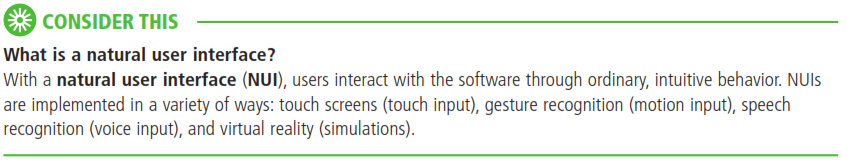 CONSIDER THIS
What is a natural user interface?
With a natural user interface (NUI), users interact with the software through ordinary, intuitive behavior. NUIs
are implemented in a variety of ways: touch screens (touch input), gesture recognition (motion input), speech
recognition (voice input), and virtual reality (simulations).